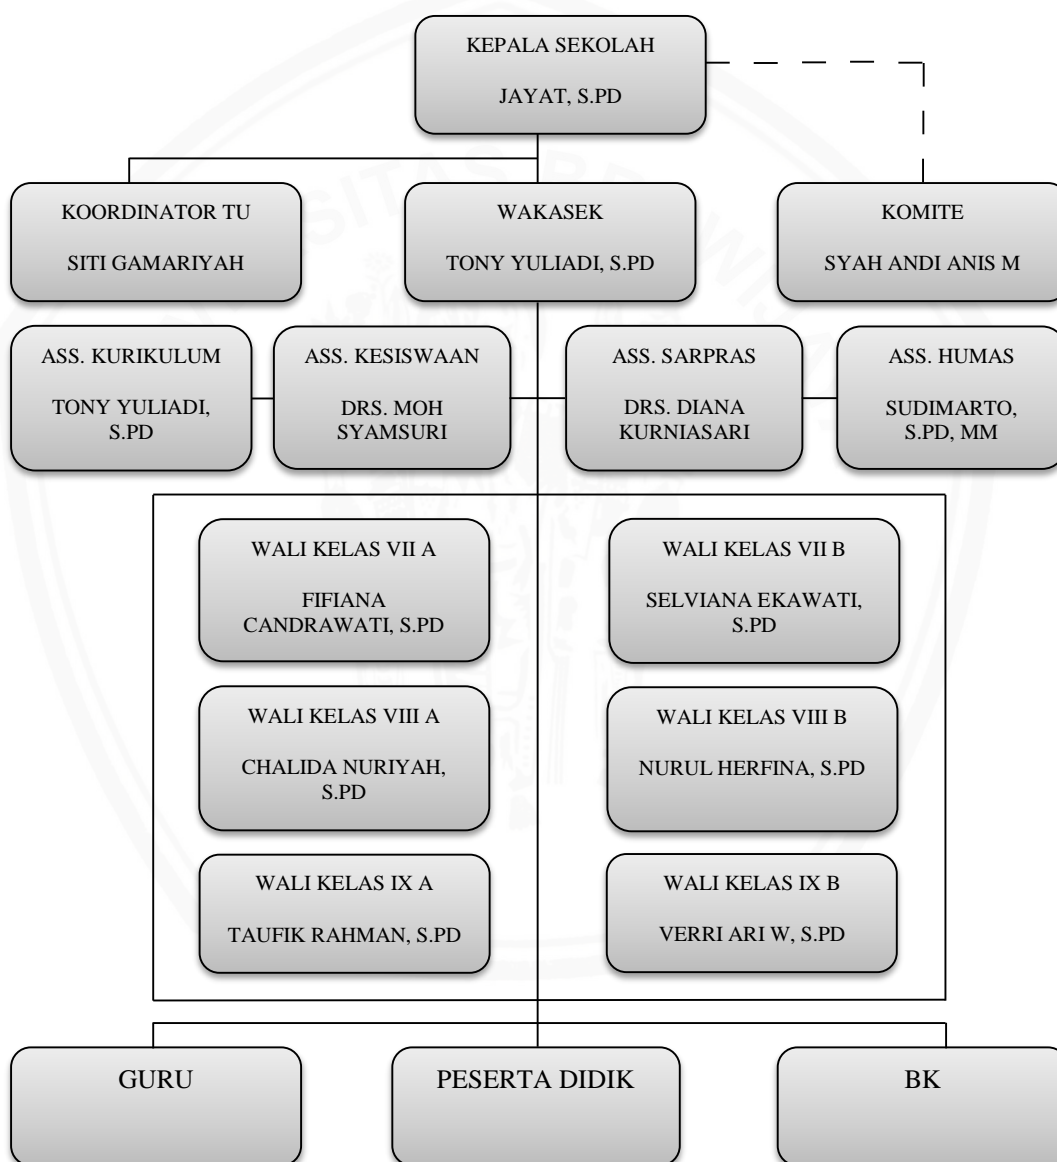 KEPALA SEKOLAH
JAYAT, S.PD
KOORDINATOR TU
SITI GAMARIYAH
WAKASEK
TONY YULIADI, S.PD
KOMITE
SYAH ANDI ANIS M
ASS. KURIKULUM
TONY YULIADI,
S.PD
ASS. KESISWAAN
DRS. MOH
SYAMSURI
ASS. SARPRAS
DRS. DIANA
KURNIASARI
ASS. HUMAS
SUDIMARTO,
S.PD, MM
WALI KELAS VII A
FIFIANA
CANDRAWATI, S.PD
WALI KELAS VII B
SELVIANA EKAWATI,
S.PD
WALI KELAS VIII A
CHALIDA NURIYAH,
S.PD
WALI KELAS VIII B
NURUL HERFINA, S.PD
WALI KELAS IX A
TAUFIK RAHMAN, S.PD
WALI KELAS IX B
VERRI ARI W, S.PD
GURU
PESERTA DIDIK
BK